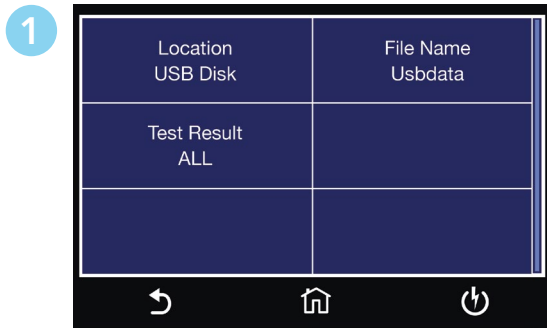 1
Location
USB Disk
File Name
Usbdata
Test Result
ALL